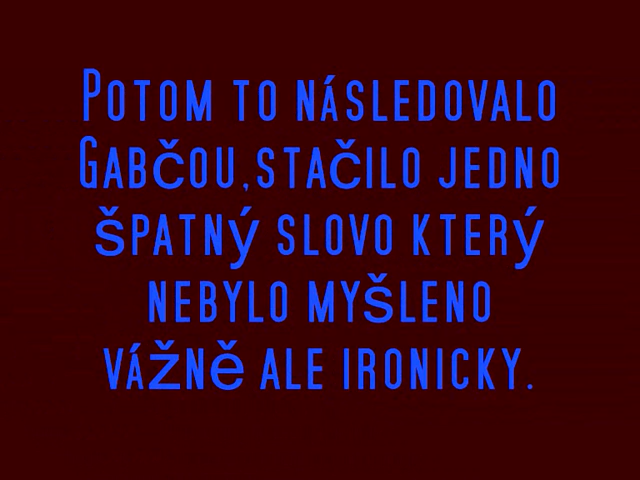 Potom to následovalo
Gabčou,stačilo jedno
špatný slovo který
nebylo myšleno
vážně ale ironicky.